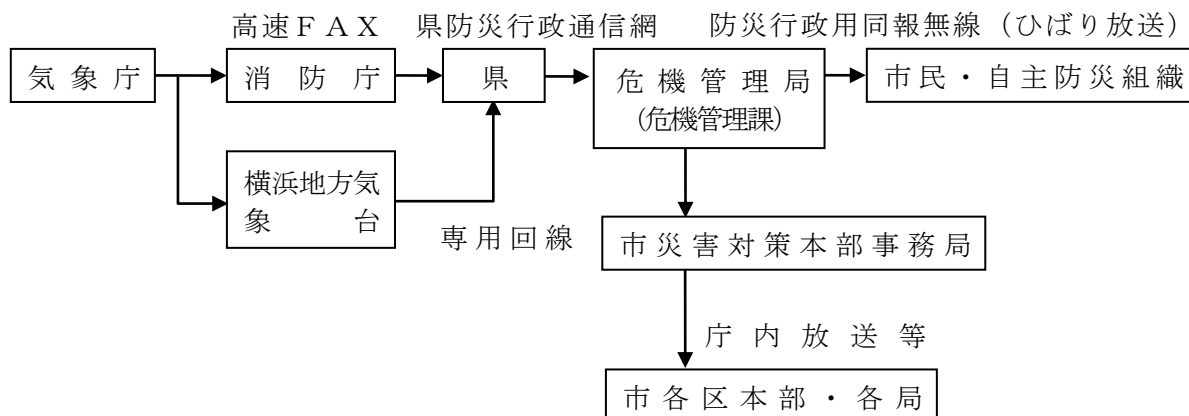 高速ＦＡＸ 県防災行政通信網 防災行政用同報無線（ひばり放送）
気象庁 消防庁 県 危機管理局 市民・自主防災組織
(危機管理課)
横浜地方気
象台
専用回線
市災害対策本部事務局
庁内放送等
市各区本部・各局